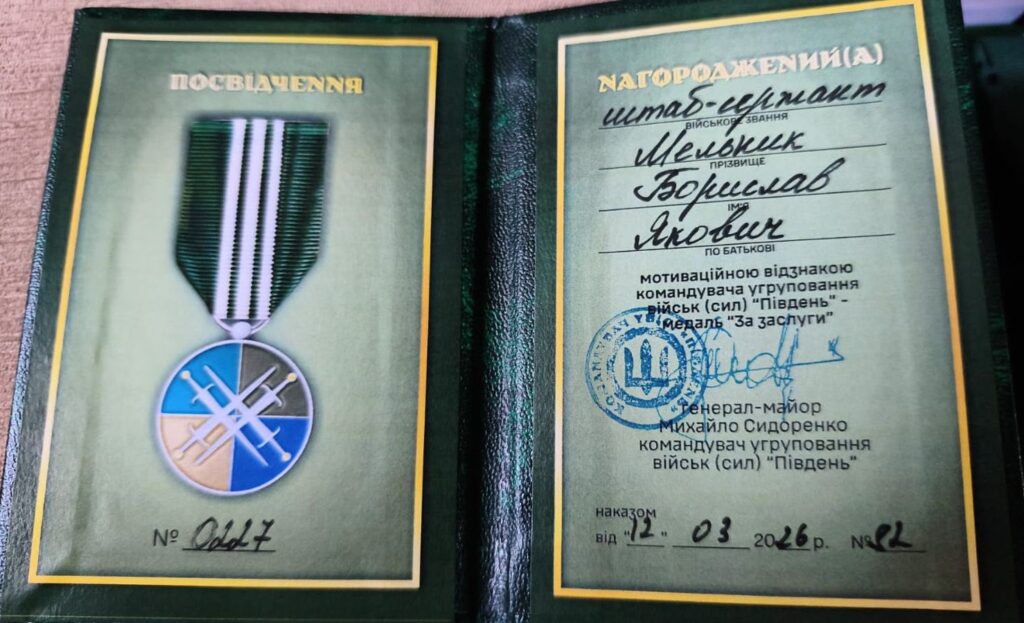 ПОСВІДЧЕННЯ
№ 0227
НАГОРОДЖЕНИЙ(А)
штаб-сержант
ВІЙСЬКОВЕ ЗВАННЯ
Мельник
ПРІЗВИЩЕ
Борислав
ІМ'Я
Якович
ПО БАТЬКОВІ
мотиваційною відзнакою
командувача угруповання
військ (сил) "Південь" -
медаль "За заслуги"
генерал-майор
Михайло Сидоренко
командувач угруповання
військ (сил) "Південь"
наказом
від "12" 03 2026 р. №82